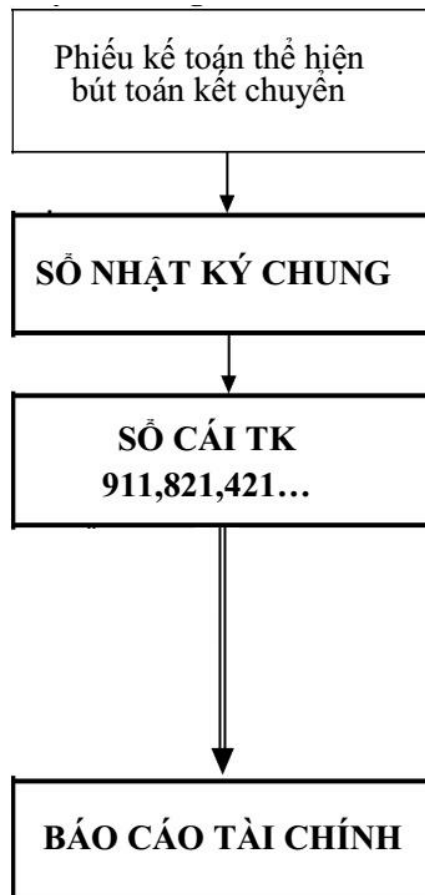 Phiếu kế toán thể hiện
bút toán kết chuyển
SỔ NHẬT KÝ CHUNG
SỔ CÁI TK
911,821,421…
BÁO CÁO TÀI CHÍNH